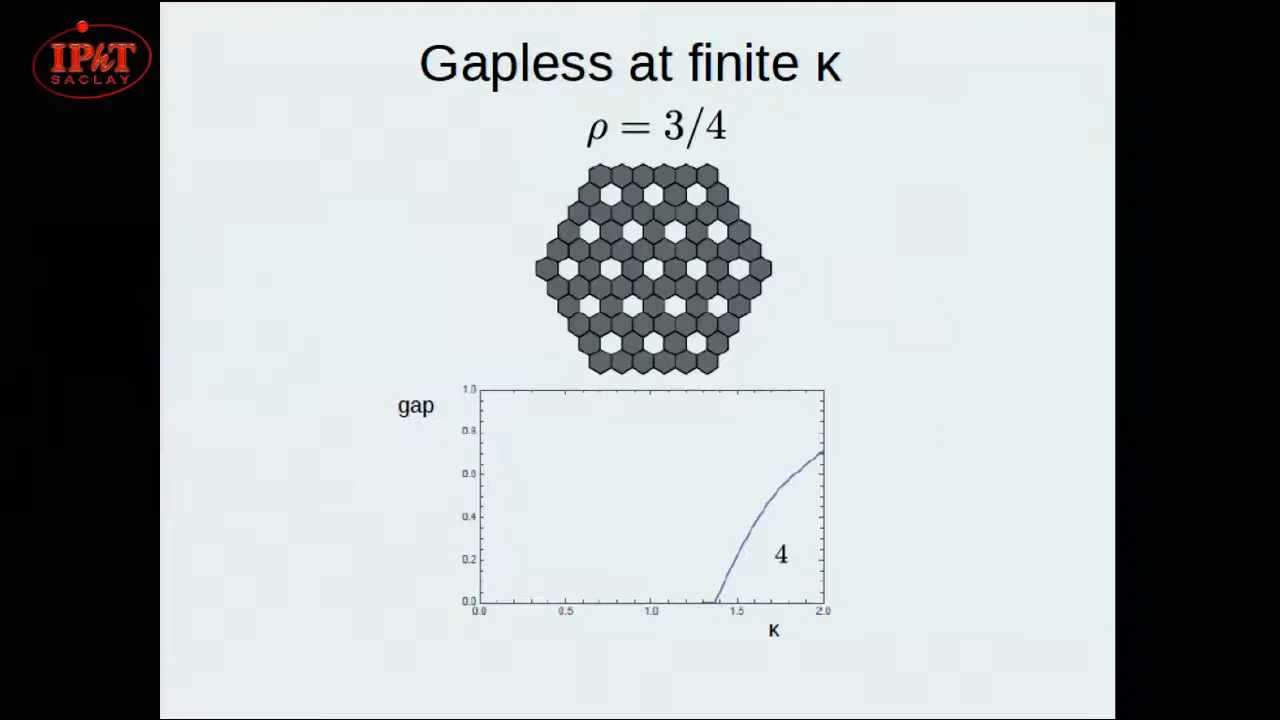 IPhT
SACLAY
Gapless at finite κ
ρ = 3/4
gap
1.0
0.8
0.6
0.4
0.2
0.0
4
0.0 0.5 1.0 1.5 2.0
κ